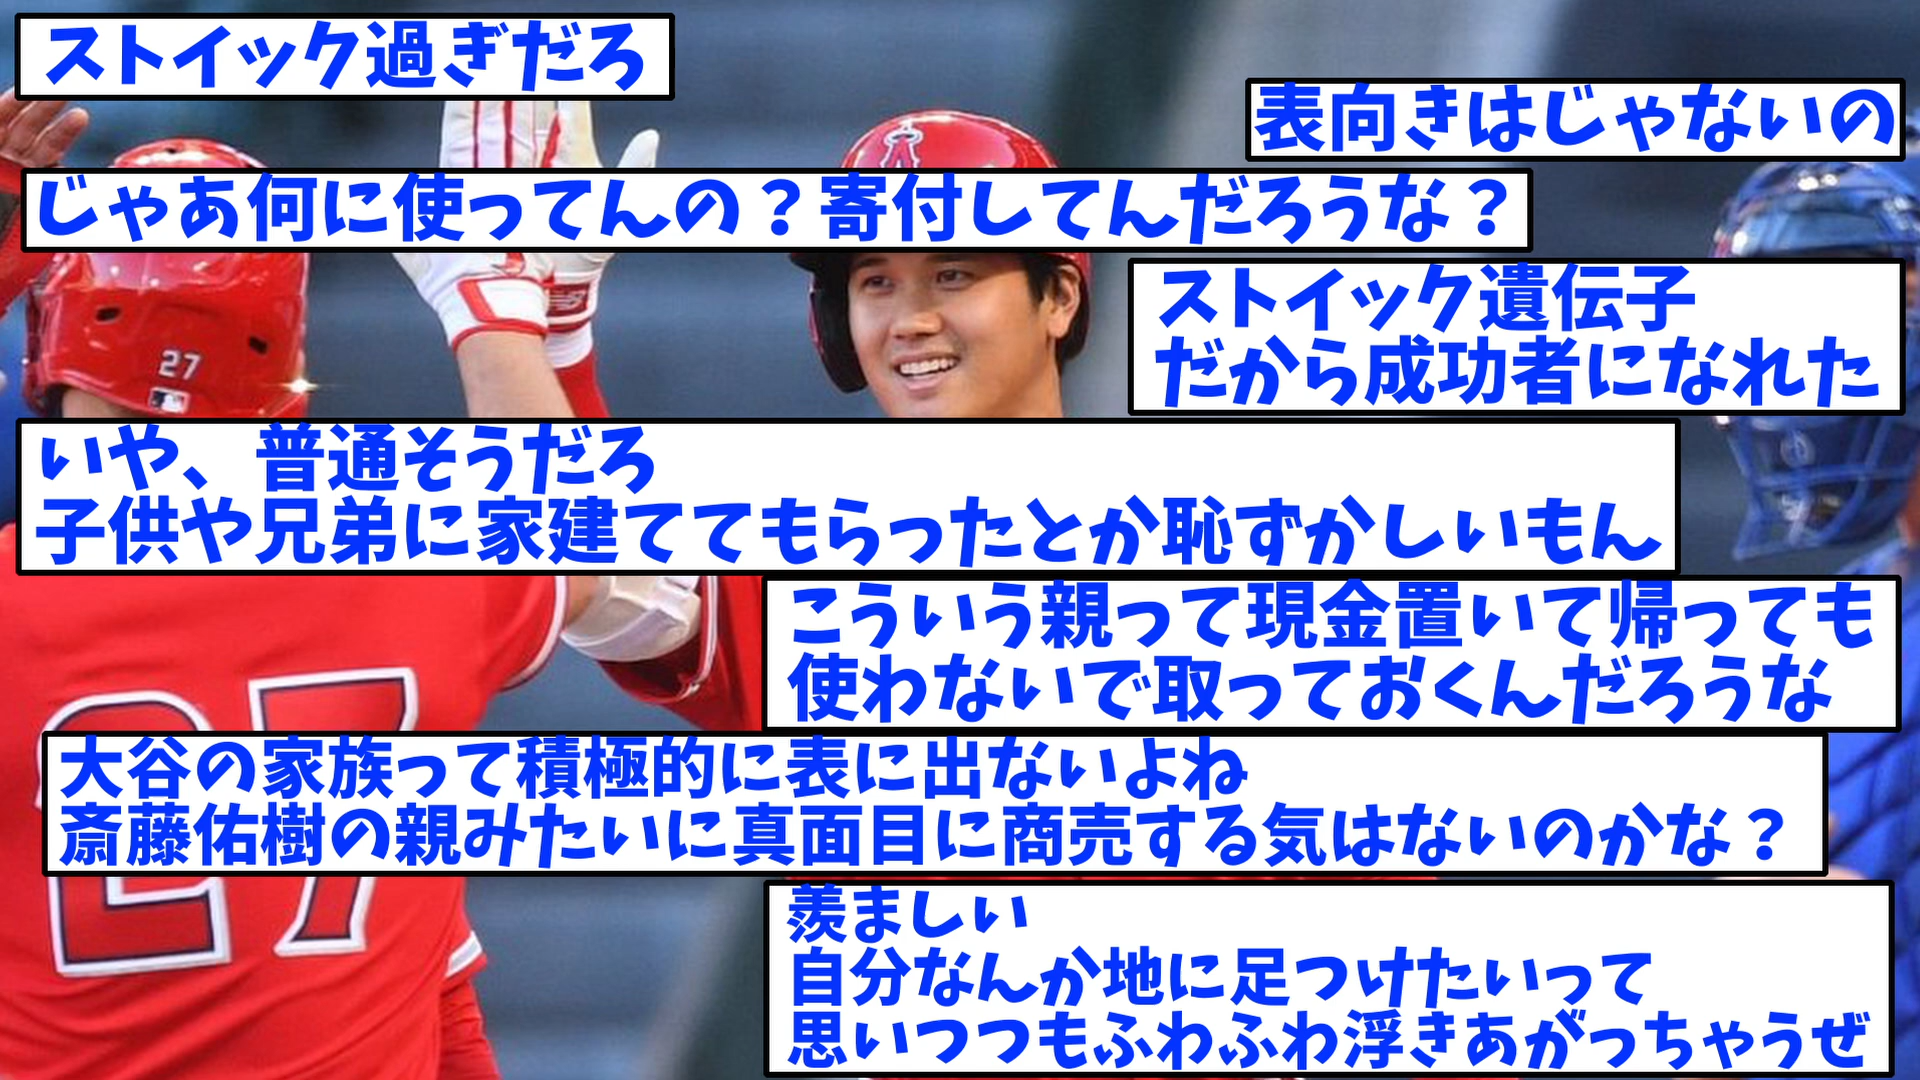 ストイック過ぎだろ
表向きはじゃないの
じゃあ何に使ってんの？寄付してんだろうな？
ストイック遺伝子
だから成功者になれた
いや、普通そうだろ
子供や兄弟に家建ててもらったとか恥ずかしいもん
こういう親って現金置いて帰っても
使わないで取っておくんだろうな
大谷の家族って積極的に表に出ないよね
斎藤佑樹の親みたいに真面目に商売する気はないのかな？
羨ましい
自分なんか地に足つけたいって
思いつつもふわふわ浮きあがっちゃうぜ
A
27
27